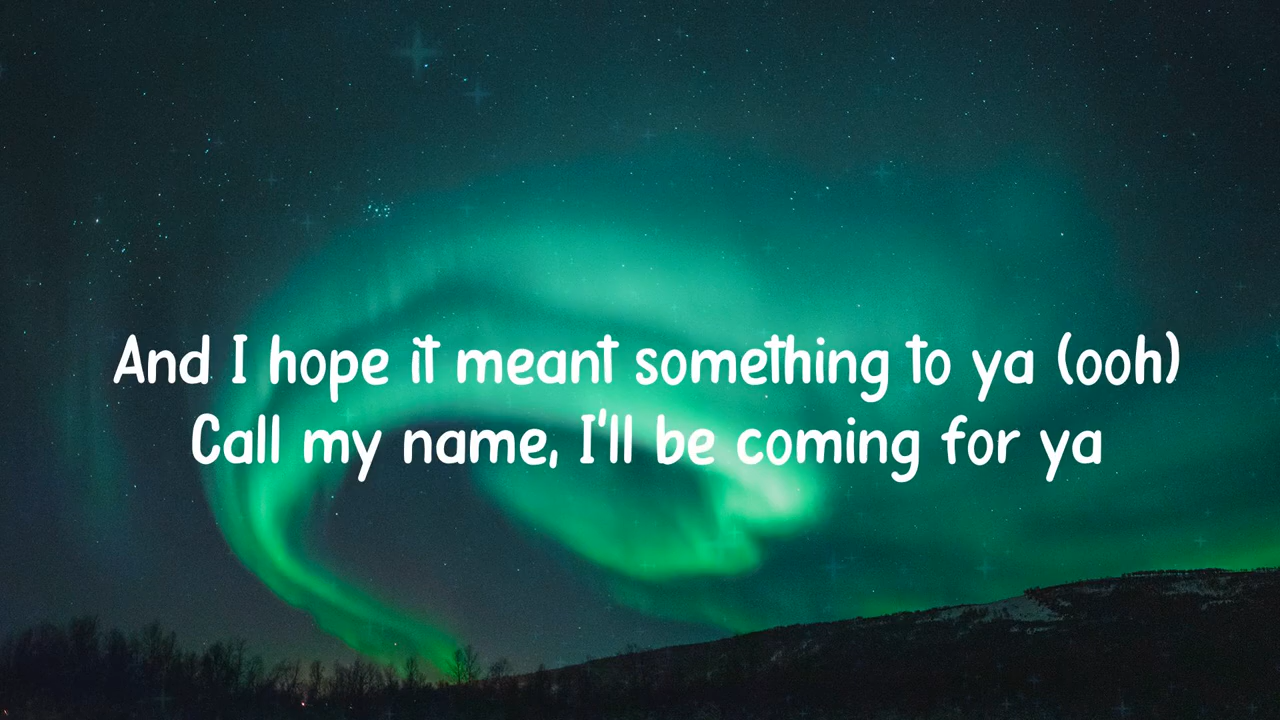 And I hope it meant something to ya (ooh)
Call my name, I'll be coming for ya